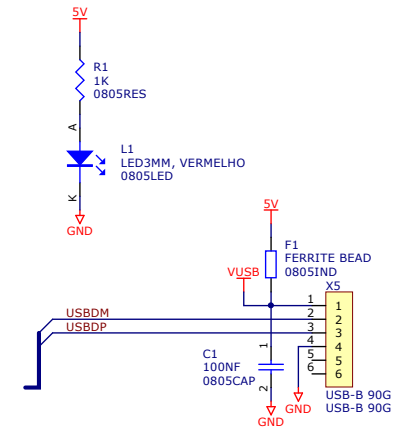 5V
R1
1K
0805RES
A
L1
LED3MM, VERMELHO
0805LED
K
GND
5V
F1
FERRITE BEAD
0805IND
VUSB
X5
1 1
USBDM 2 2
USBDP 3 3
4 4
5 5
6 6
C1
100NF
0805CAP
1
2
GND
GND
USB-B 90G
USB-B 90G